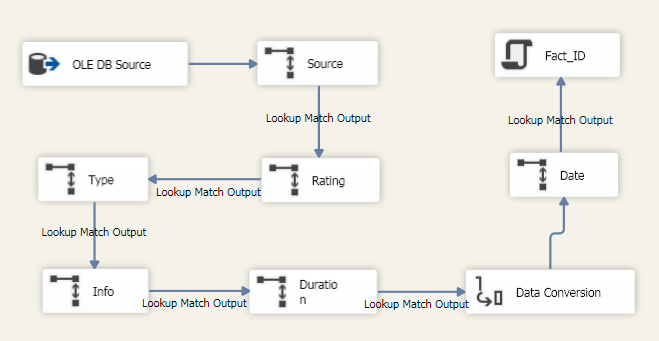 OLE DB Source
Source
Fact_ID
Lookup Match Output
Lookup Match Output
Type
Lookup Match Output
Rating
Date
Lookup Match Output
Info
Lookup Match Output
Duratio
n
Lookup Match Output
Data Conversion